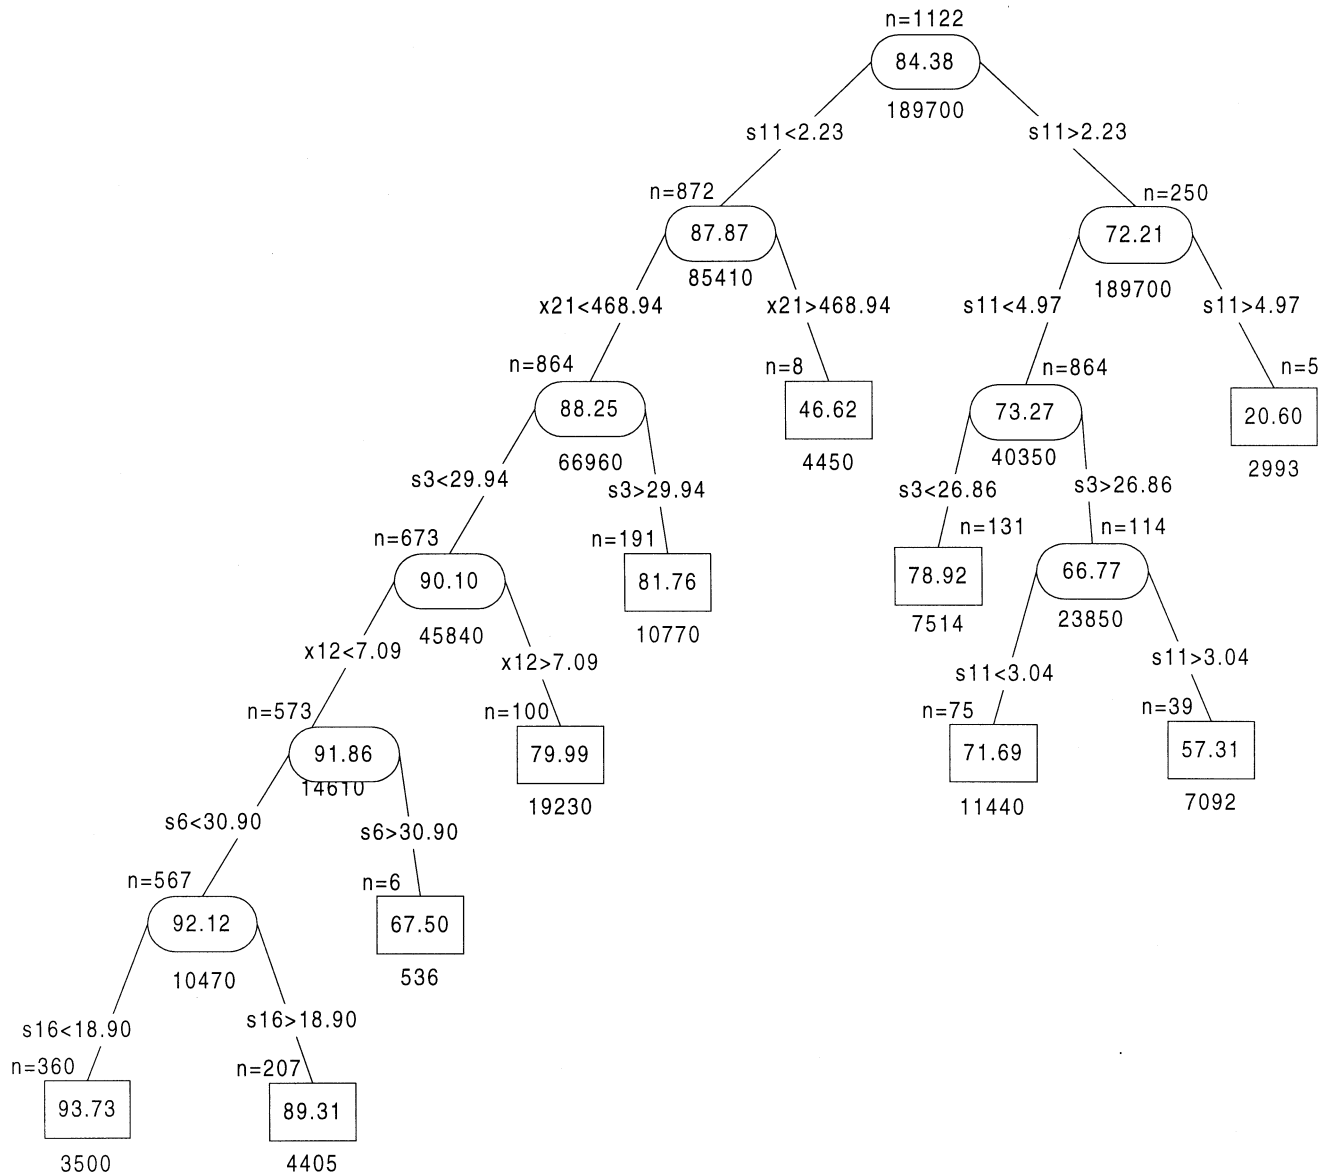 n=1122
84.38
189700
s11<2.23
s11>2.23
n=872
n=250
87.87
72.21
85410
189700
x21<468.94
x21>468.94
s11<4.97
s11>4.97
n=864
n=8
n=864
n=5
88.25
46.62
73.27
20.60
66960
4450
40350
2993
s3<29.94
s3>29.94
s3<26.86
s3>26.86
n=673
n=191
n=131
n=114
90.10
81.76
78.92
66.77
45840
10770
7514
23850
x12<7.09
x12>7.09
s11<3.04
s11>3.04
n=573
n=100
n=75
n=39
91.86
79.99
71.69
57.31
14610
19230
11440
7092
s6<30.90
s6>30.90
n=567
n=6
92.12
67.50
10470
536
s16<18.90
s16>18.90
n=360
n=207
93.73
89.31
3500
4405